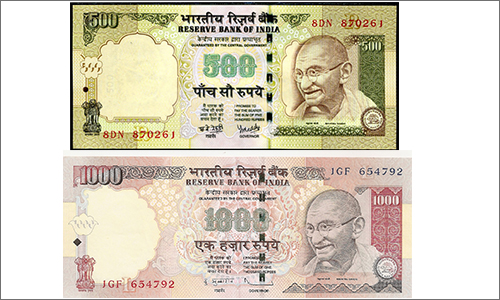 500
भारतीय रिज़र्व बैंक
RESERVE BANK OF INDIA
8DN 870261
केन्द्रीय सरकार द्वारा प्रत्याभूत
GUARANTEED BY THE CENTRAL GOVERNMENT
500
500
पाँच सौ रुपये
I PROMISE TO
PAY THE BEARER
THE SUM OF FIVE
HUNDRED RUPEES
8DN 870261
गवर्नर
GOVERNOR
1000
भारतीय रिज़र्व बैंक
RESERVE BANK OF INDIA
JGF 654792
केन्द्रीय सरकार द्वारा प्रत्याभूत
GUARANTEED BY THE CENTRAL GOVERNMENT
1000
1000
एक हज़ार रुपये
I PROMISE TO
PAY THE BEARER
THE SUM OF ONE
THOUSAND RUPEES
JGF 654792
GOVERNOR